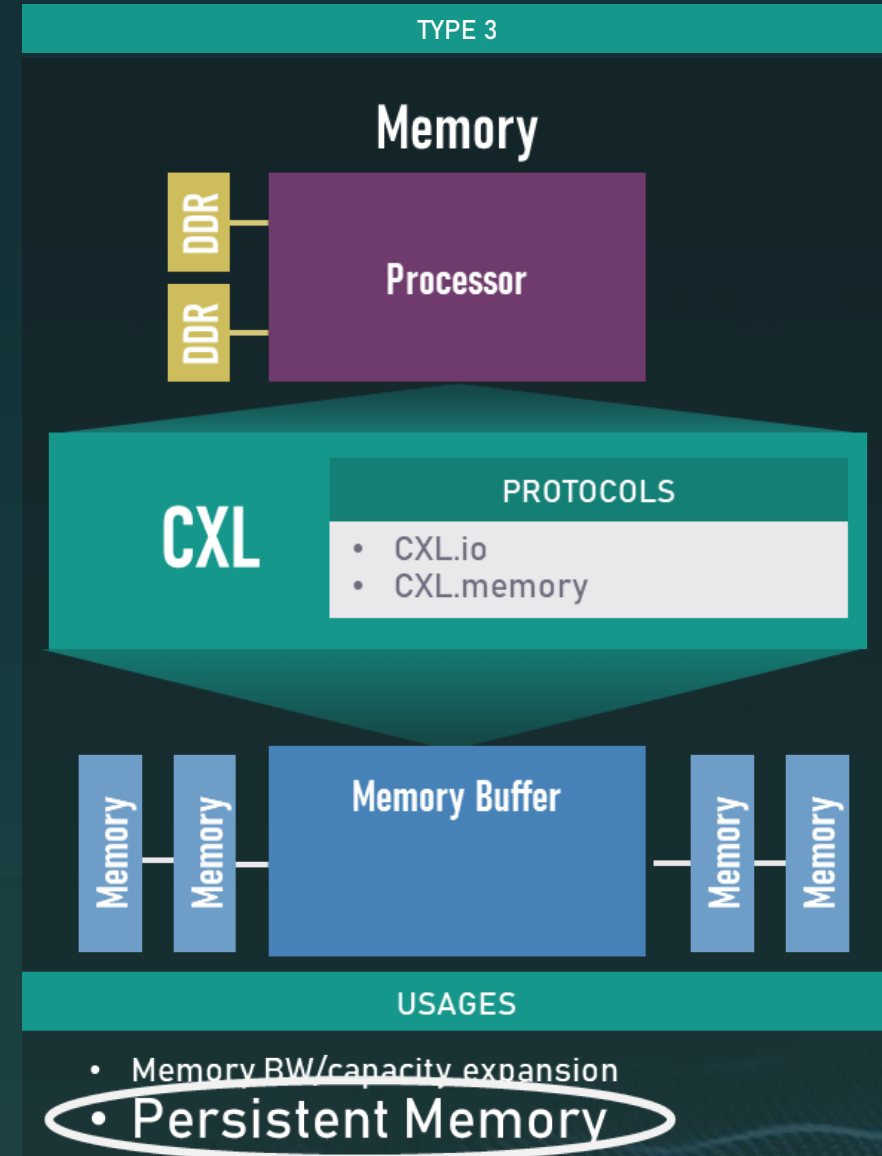 TYPE 3
Memory
DDR
Processor
DDR
CXL
PROTOCOLS
• CXL.io
• CXL.memory
Memory
Memory
Memory Buffer
Memory
Memory
USAGES
• Memory BW/capacity expansion
• Persistent Memory